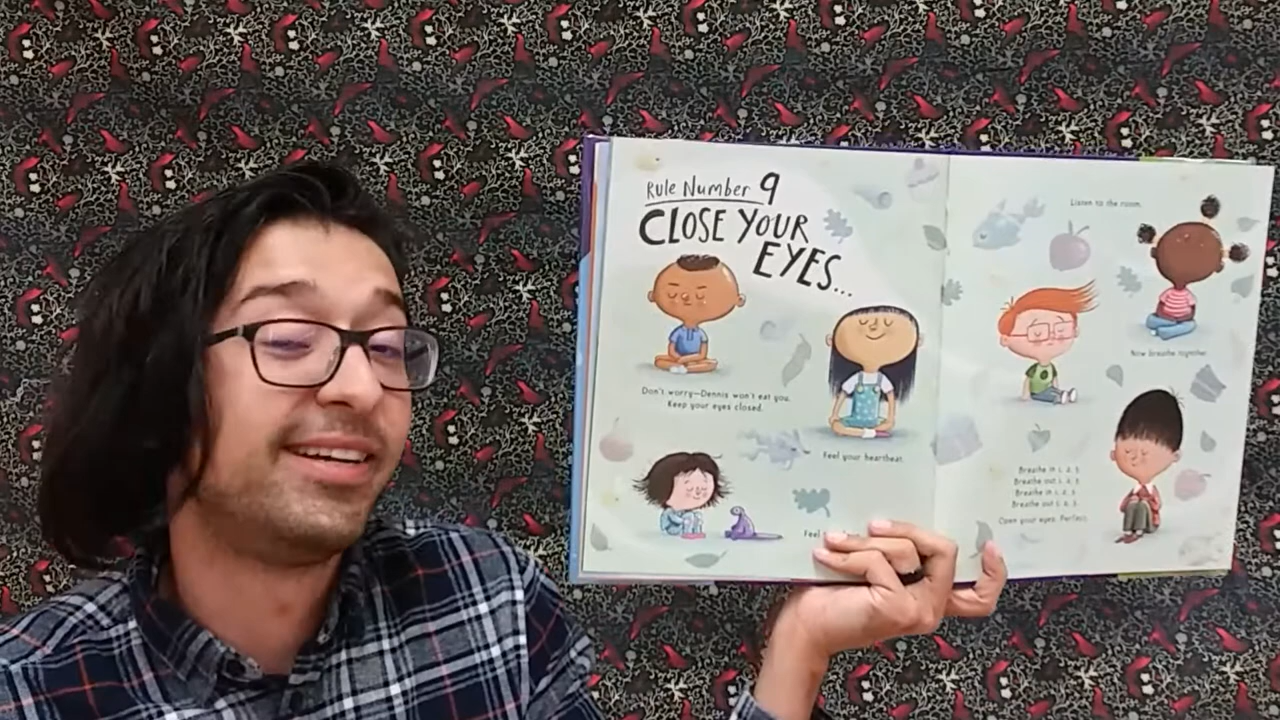 Rule Number 9
CLOSE YOUR
EYES...
Don't worry—Dennis won't eat you.
Keep your eyes closed.
Feel your heartbeat.
Feel
Listen to the room.
Now breathe together.
Breathe in 1, 2, 3.
Breathe out 1, 2, 3.
Breathe in 1, 2, 3.
Breathe out 1, 2, 3.
Open your eyes. Perfect.